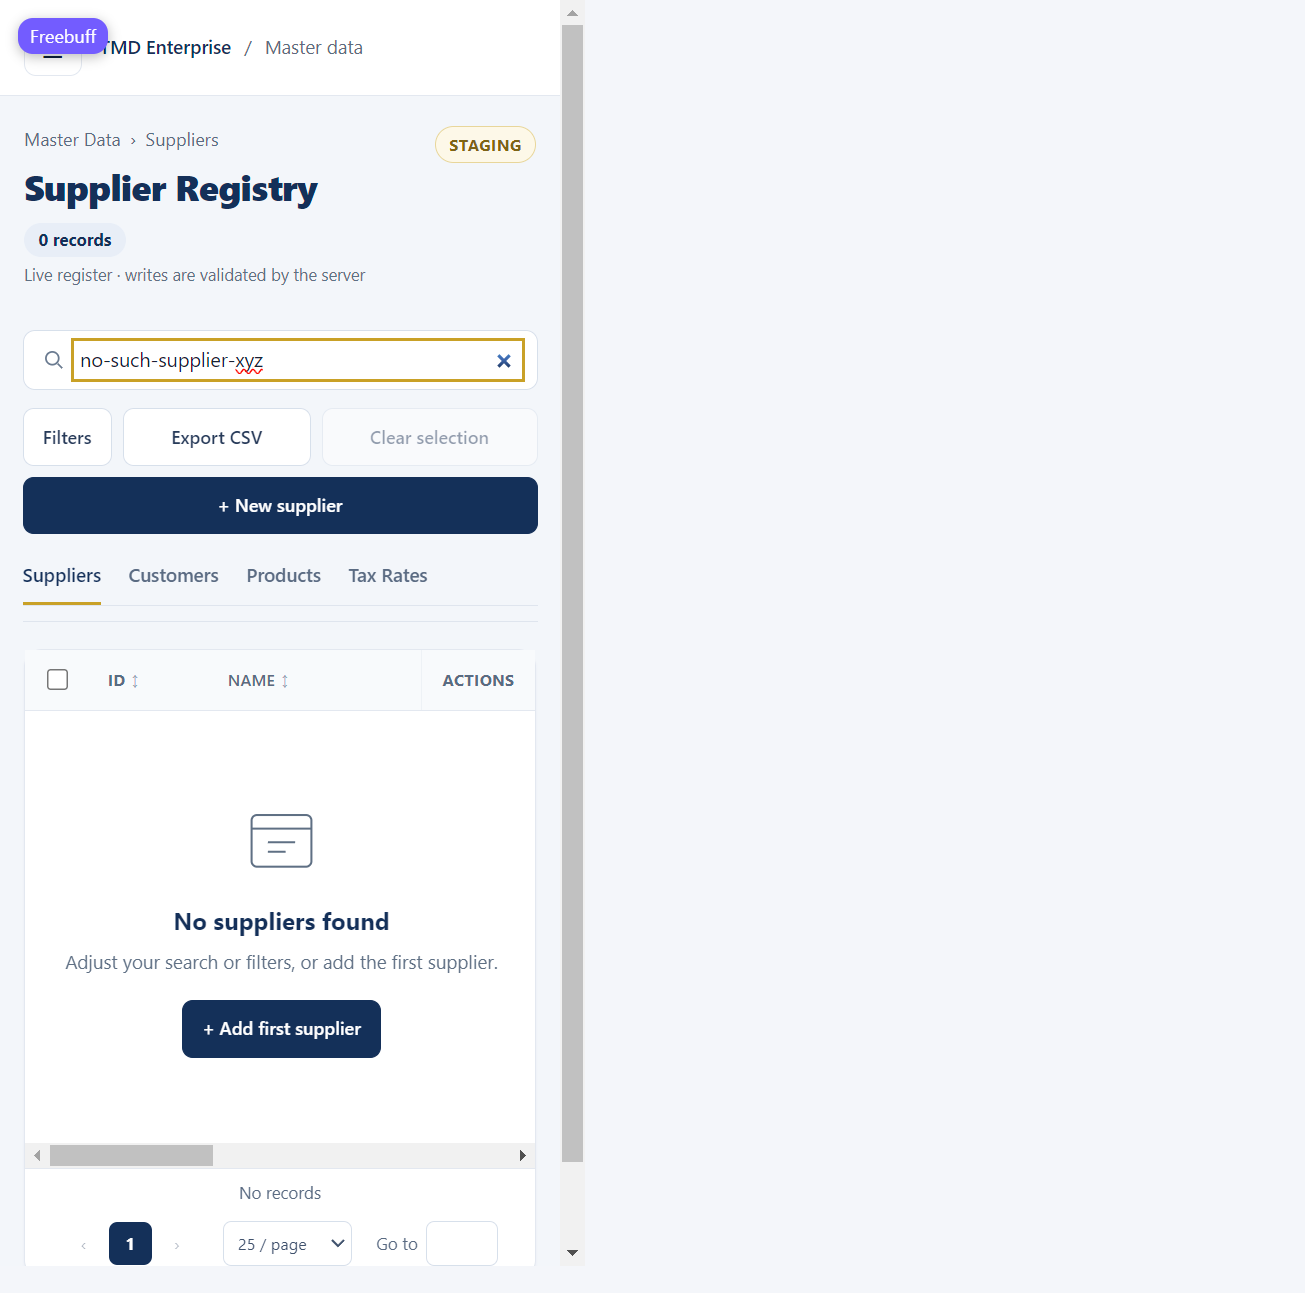 Freebuff
TMD Enterprise / Master data
Master Data › Suppliers
STAGING
Supplier Registry
0 records
Live register · writes are validated by the server
no-such-supplier-xyz
Filters
Export CSV
Clear selection
+ New supplier
Suppliers
Customers
Products
Tax Rates
ID
NAME
ACTIONS
No suppliers found
Adjust your search or filters, or add the first supplier.
+ Add first supplier
No records
‹ 1 ›
25 / page
Go to